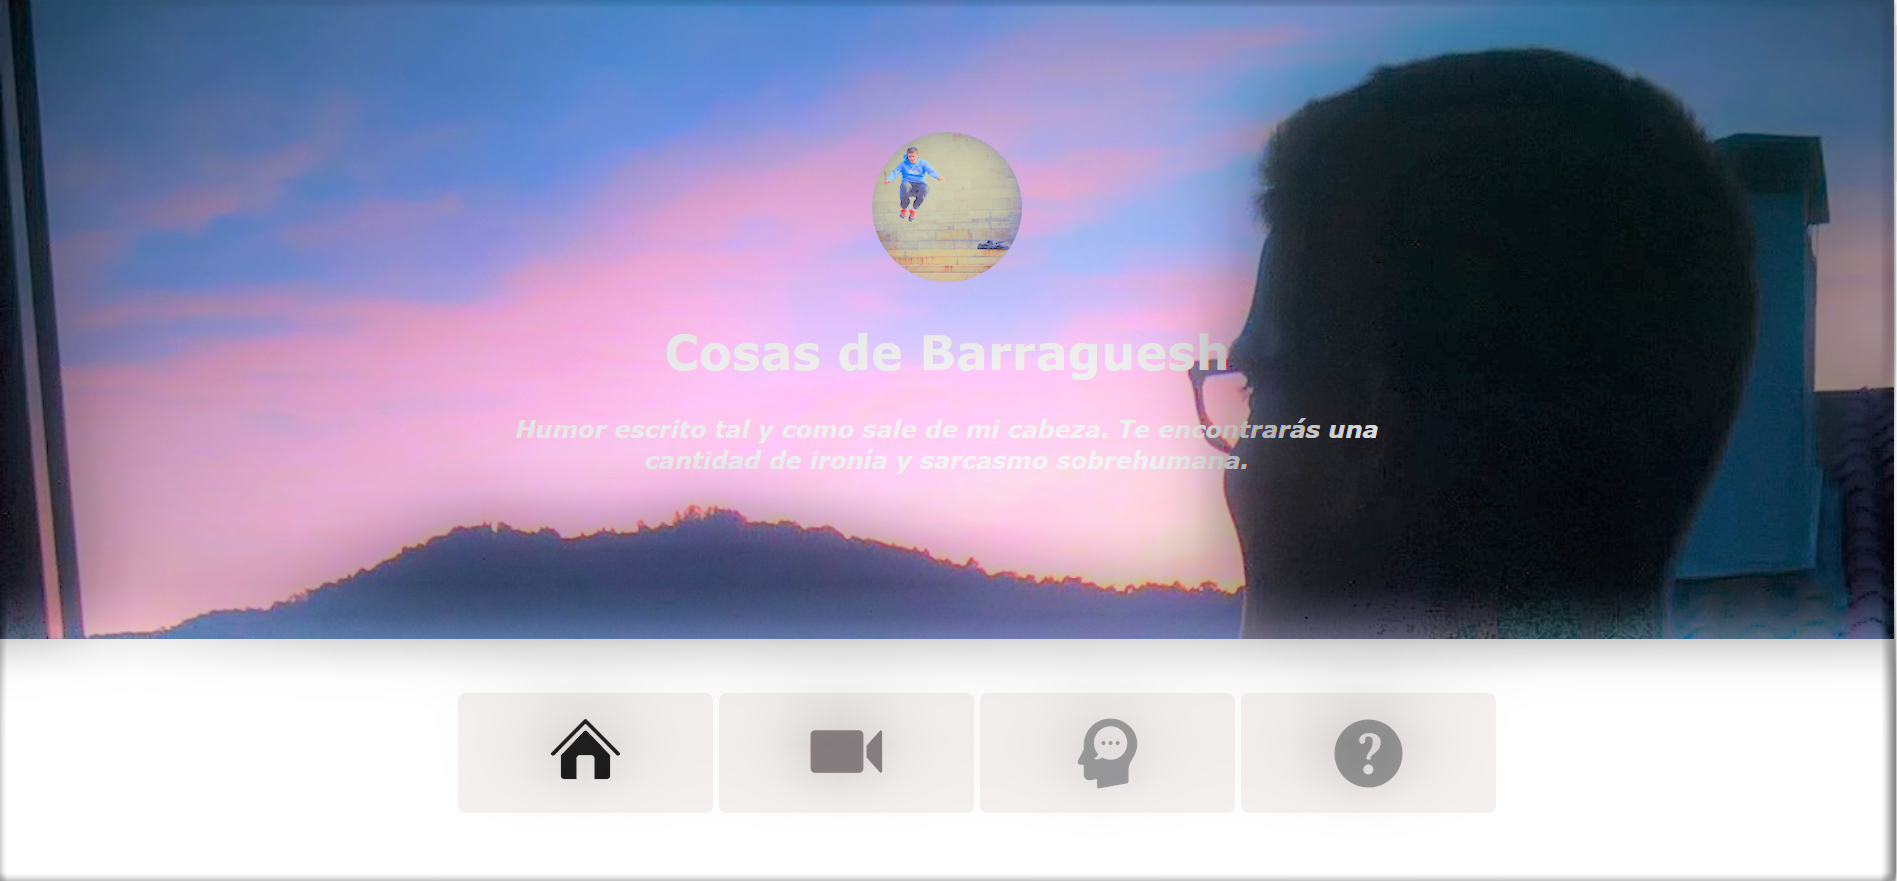 Cosas de Barraguesh
Humor escrito tal y como sale de mi cabeza. Te encontrarás una
cantidad de ironía y sarcasmo sobrehumana.